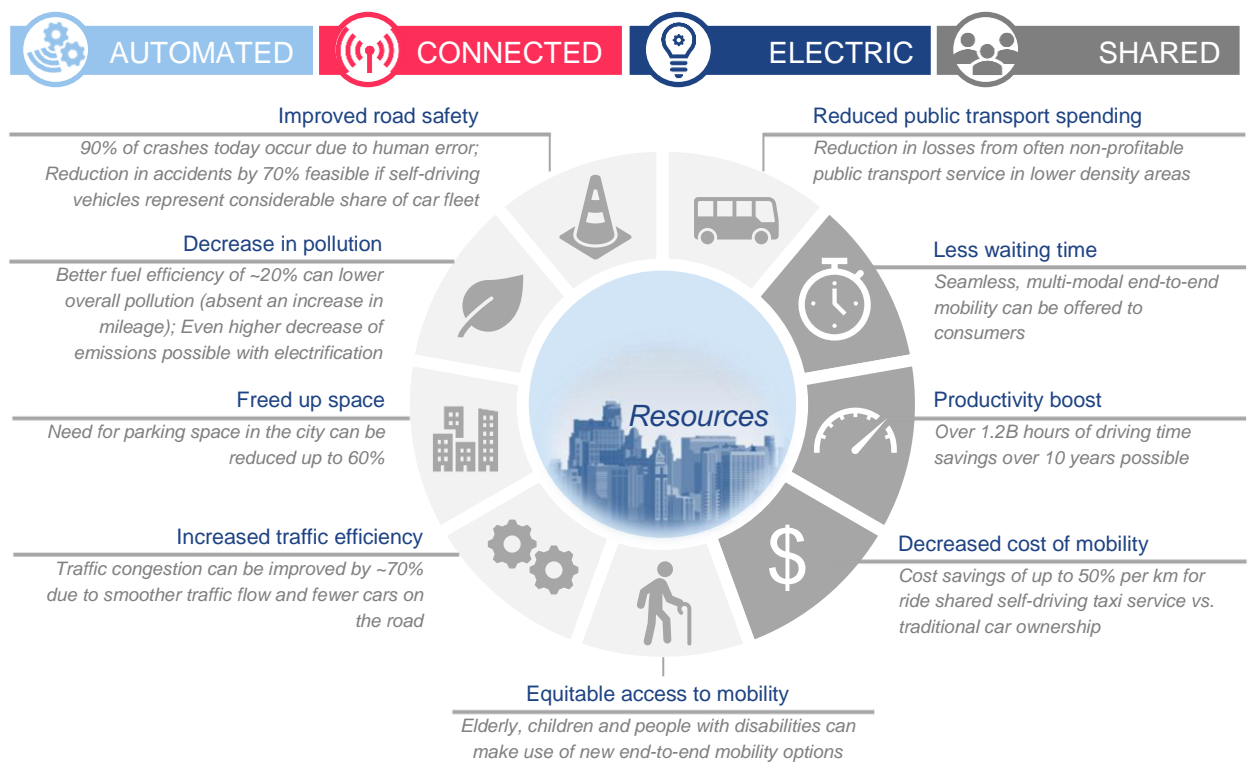 AUTOMATED
CONNECTED
ELECTRIC
SHARED
Improved road safety
90% of crashes today occur due to human error;
Reduction in accidents by 70% feasible if self-driving
vehicles represent considerable share of car fleet
Decrease in pollution
Better fuel efficiency of ~20% can lower
overall pollution (absent an increase in
mileage); Even higher decrease of
emissions possible with electrification
Freed up space
Need for parking space in the city can be
reduced up to 60%
Increased traffic efficiency
Traffic congestion can be improved by ~70%
due to smoother traffic flow and fewer cars on
the road
Resources
$
Reduced public transport spending
Reduction in losses from often non-profitable
public transport service in lower density areas
Less waiting time
Seamless, multi-modal end-to-end
mobility can be offered to
consumers
Productivity boost
Over 1.2B hours of driving time
savings over 10 years possible
Decreased cost of mobility
Cost savings of up to 50% per km for
ride shared self-driving taxi service vs.
traditional car ownership
Equitable access to mobility
Elderly, children and people with disabilities can
make use of new end-to-end mobility options